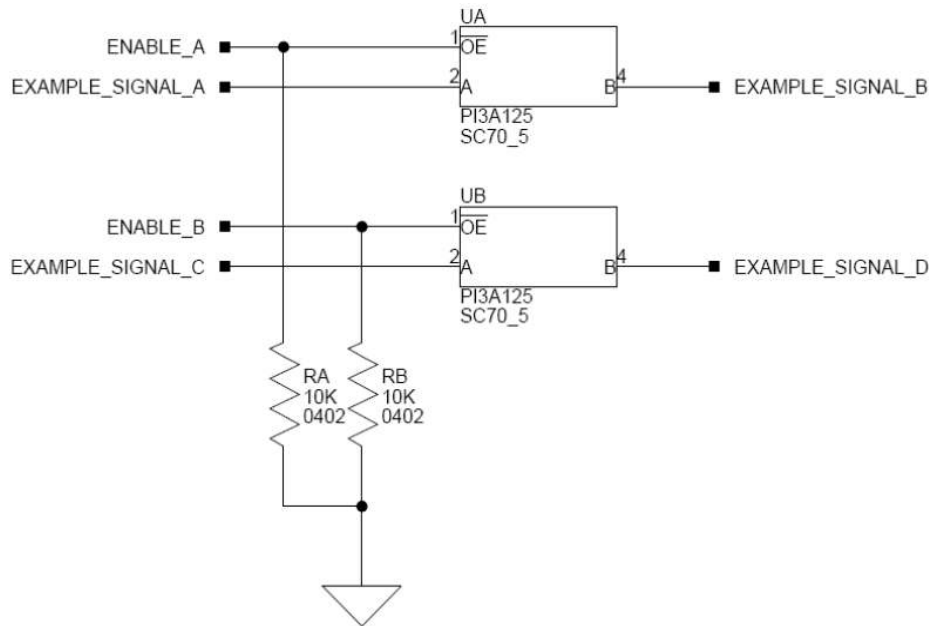 UA
ENABLE_A
1
OE
EXAMPLE_SIGNAL_A
2
A
B
4
EXAMPLE_SIGNAL_B
PI3A125
SC70_5
UB
ENABLE_B
1
OE
EXAMPLE_SIGNAL_C
2
A
B
4
EXAMPLE_SIGNAL_D
PI3A125
SC70_5
RA
10K
0402
RB
10K
0402